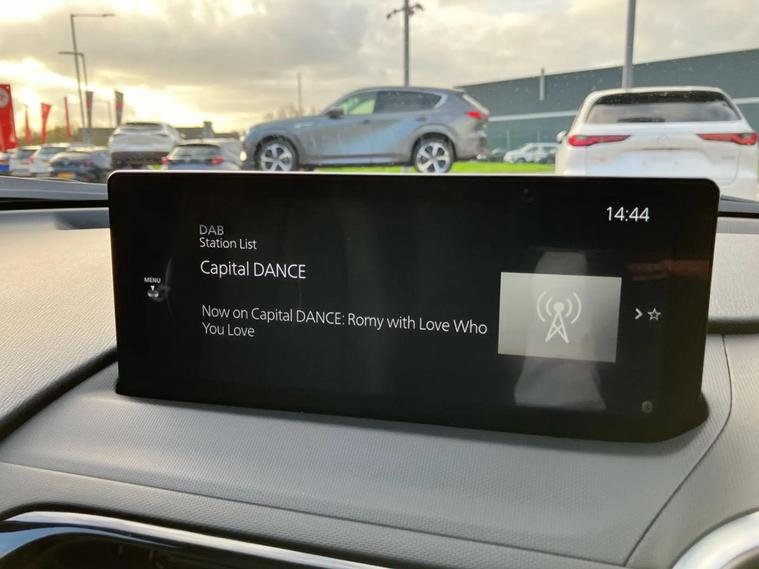 14:44
DAB
Station List
Capital DANCE
MENU
Now on Capital DANCE: Romy with Love Who
You Love